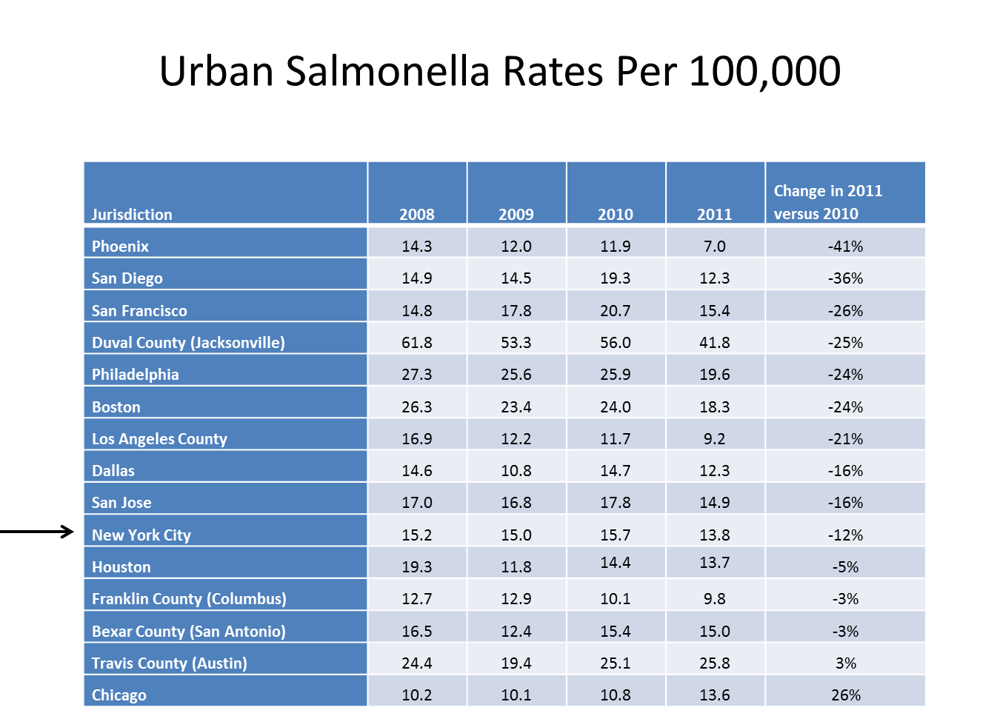 Urban Salmonella Rates Per 100,000
Change in 2011
Jurisdiction 2008 2009 2010 2011 versus 2010
Phoenix 14.3 12.0 11.9 7.0 -41%
San Diego 14.9 14.5 19.3 12.3 -36%
San Francisco 14.8 17.8 20.7 15.4 -26%
Duval County (Jacksonville) 61.8 53.3 56.0 41.8 -25%
Philadelphia 27.3 25.6 25.9 19.6 -24%
Boston 26.3 23.4 24.0 18.3 -24%
Los Angeles County 16.9 12.2 11.7 9.2 -21%
Dallas 14.6 10.8 14.7 12.3 -16%
San Jose 17.0 16.8 17.8 14.9 -16%
New York City 15.2 15.0 15.7 13.8 -12%
Houston 19.3 11.8 14.4 13.7 -5%
Franklin County (Columbus) 12.7 12.9 10.1 9.8 -3%
Bexar County (San Antonio) 16.5 12.4 15.4 15.0 -3%
Travis County (Austin) 24.4 19.4 25.1 25.8 3%
Chicago 10.2 10.1 10.8 13.6 26%